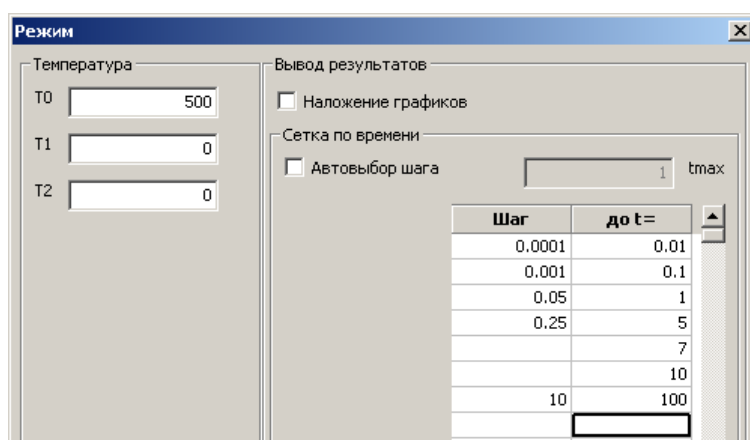 Режим
Температура
T0 500
T1 0
T2 0
Вывод результатов
Наложение графиков
Сетка по времени
Автовыбор шага 1 tmax
Шаг до t=
0.0001 0.01
0.001 0.1
0.05 1
0.25 5
7
10
10 100